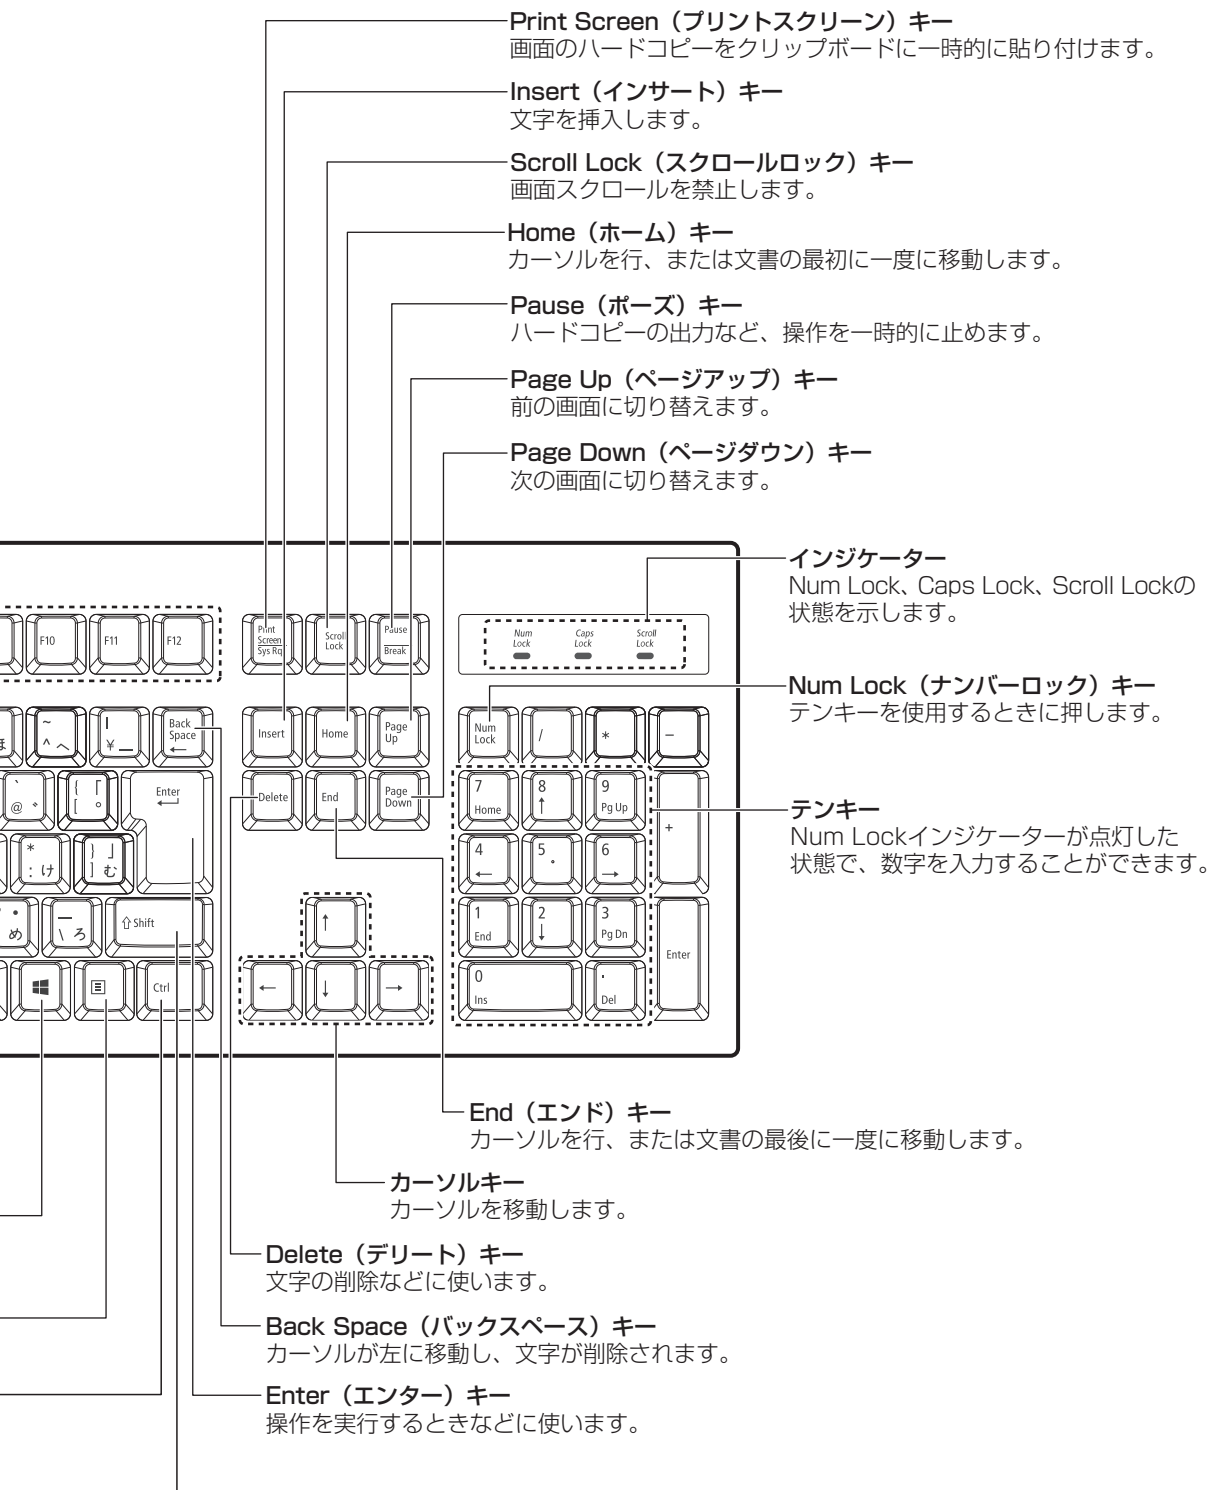 Print Screen（プリントスクリーン）キー
画面のハードコピーをクリップボードに一時的に貼り付けます。
Insert（インサート）キー
文字を挿入します。
Scroll Lock（スクロールロック）キー
画面スクロールを禁止します。
Home（ホーム）キー
カーソルを行、または文書の最初に一度に移動します。
Pause（ポーズ）キー
ハードコピーの出力など、操作を一時的に止めます。
Page Up（ページアップ）キー
前の画面に切り替えます。
Page Down（ページダウン）キー
次の画面に切り替えます。
インジケーター
Num Lock、Caps Lock、Scroll Lockの
状態を示します。
Num Lock（ナンバーロック）キー
テンキーを使用するときに押します。
テンキー
Num Lockインジケーターが点灯した
状態で、数字を入力することができます。
F10
F11
F12
Print
Screen
Sys Rq
Scroll
Lock
Pause
Break
Num
Lock
Caps
Lock
Scroll
Lock
~
^ へ
|
¥ ー
Back
Space
←
Insert
Home
Page
Up
Num
Lock
/
*
-
`
@ ゛
{ 「
[ ゜
Enter
Delete
End
Page
Down
7
Home
8
↑
9
Pg Up
+
*
: け
} 」
] む
4
←
5
6
→
・
め
_
\ ろ
⇧ Shift
↑
1
End
2
↓
3
Pg Dn
Enter
Ctrl
←
↓
→
0
Ins
.
Del
End（エンド）キー
カーソルを行、または文書の最後に一度に移動します。
カーソルキー
カーソルを移動します。
Delete（デリート）キー
文字の削除などに使います。
Back Space（バックスペース）キー
カーソルが左に移動し、文字が削除されます。
Enter（エンター）キー
操作を実行するときなどに使います。